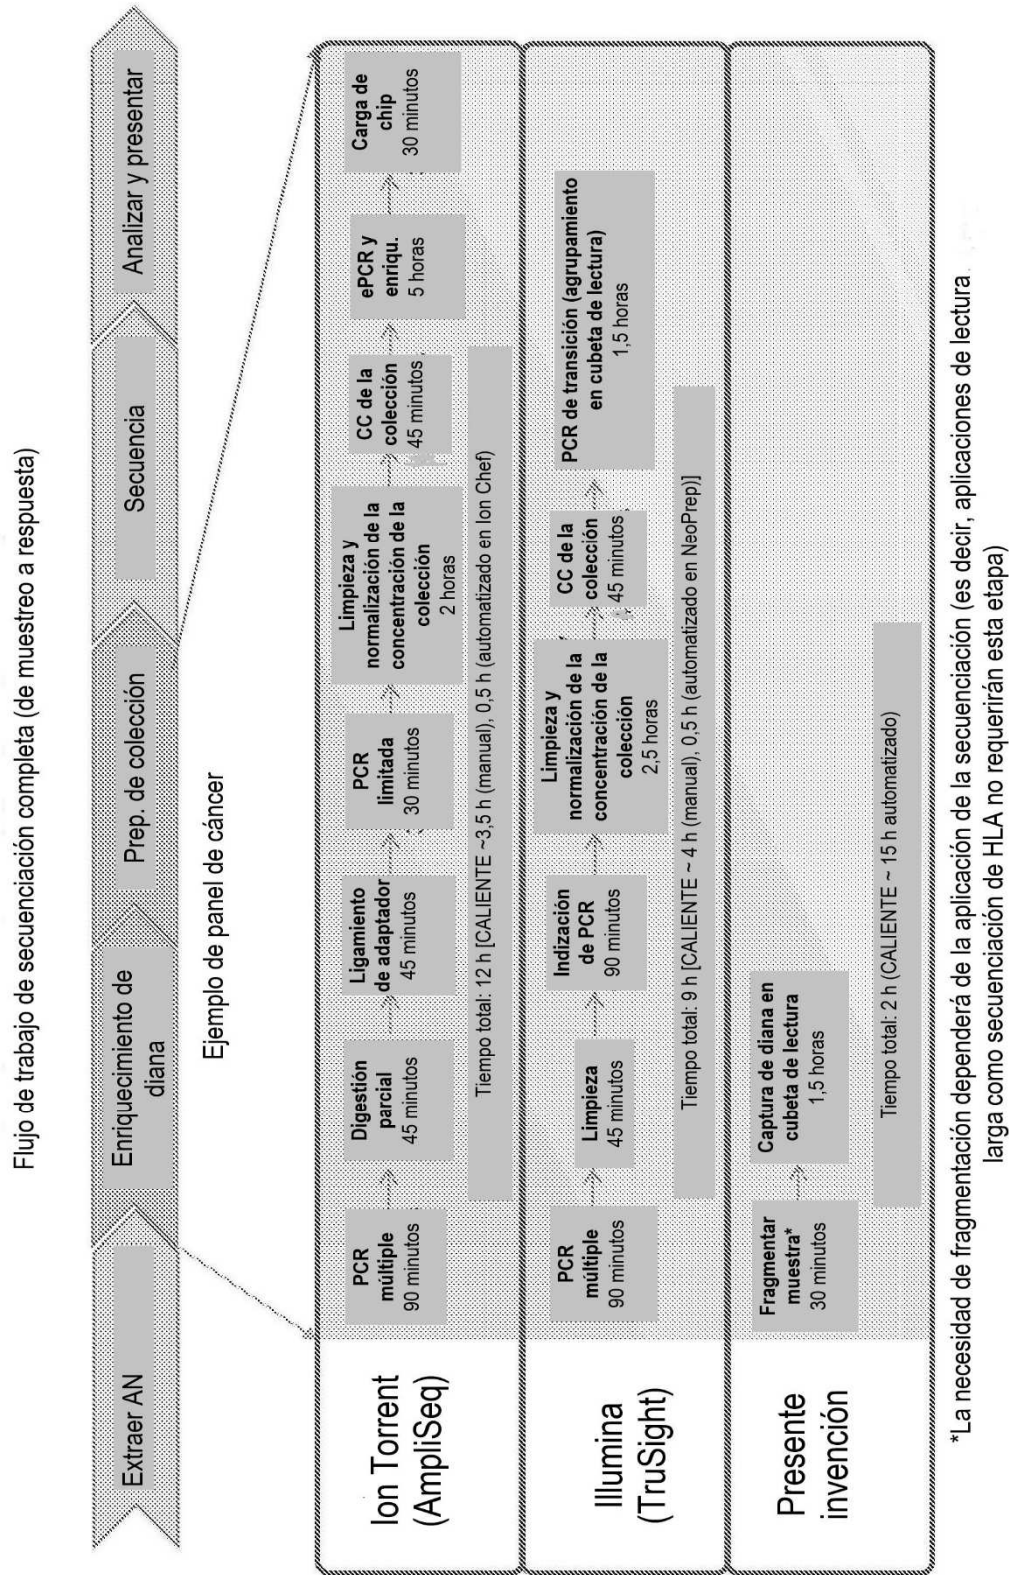 Flujo de trabajo de secuenciación completa (de muestreo a respuesta)
Extraer AN
Enriquecimiento de
diana
Prep. de colección
Secuencia
Analizar y presentar
Ejemplo de panel de cáncer
Ion Torrent
(AmpliSeq)
PCR
múltiple
90 minutos
Digestión
parcial
45 minutos
Ligamiento
de adaptador
45 minutos
PCR
limitada
30 minutos
Limpieza y
normalización de la
concentración de la
colección
2 horas
CC de la
colección
45 minutos
ePCR y
enriqu.
5 horas
Carga de
chip
30 minutos
Tiempo total: 12 h [CALIENTE ~3,5 h (manual), 0,5 h (automatizado en Ion Chef)
Illumina
(TruSight)
PCR
múltiple
90 minutos
Limpieza
45 minutos
Indización
de PCR
90 minutos
Limpieza y
normalización de la
concentración de la
colección
2,5 horas
CC de la
colección
45 minutos
PCR de transición (agrupamiento
en cubeta de lectura)
1,5 horas
Tiempo total: 9 h [CALIENTE ~ 4 h (manual), 0,5 h (automatizado en NeoPrep)]
Presente
invención
Fragmentar
muestra*
30 minutos
Captura de diana en
cubeta de lectura
1,5 horas
Tiempo total: 2 h (CALIENTE ~ 15 h automatizado)
*La necesidad de fragmentación dependerá de la aplicación de la secuenciación (es decir, aplicaciones de lectura
larga como secuenciación de HLA no requerirían esta etapa)